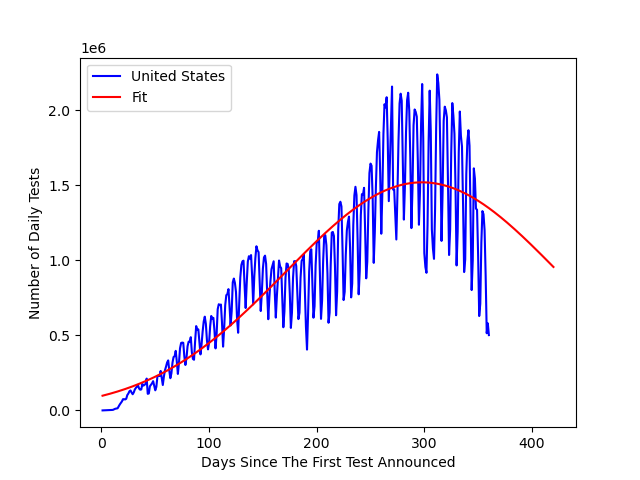 1e6
United States
Fit
2.0
1.5
1.0
0.5
0.0
Number of Daily Tests
0 100 200 300 400
Days Since The First Test Announced